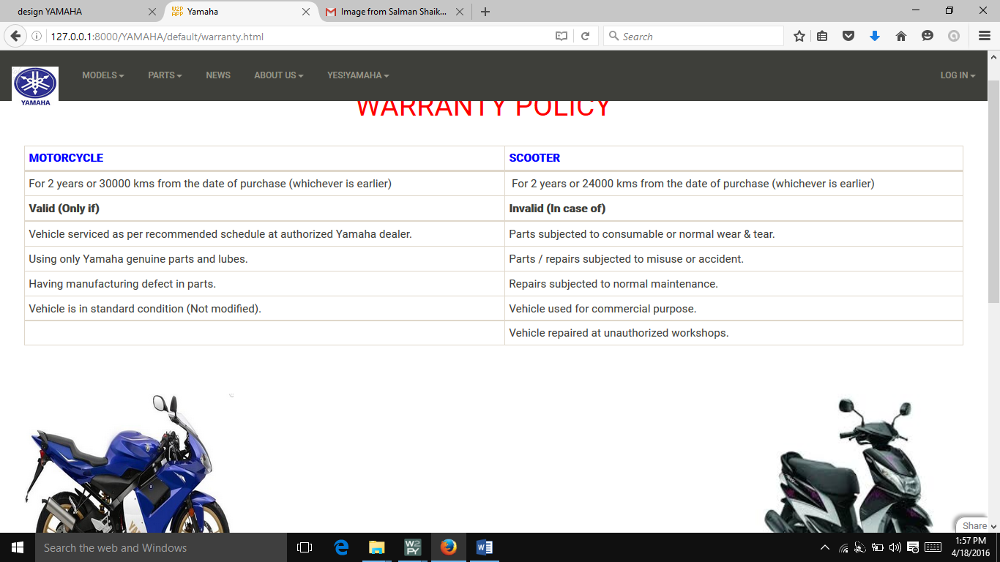 design YAMAHA
Yamaha
Image from Salman Shaik...
127.0.0.1:8000/YAMAHA/default/warranty.html
Search
YAMAHA
MODELS PARTS NEWS ABOUT US YES!YAMAHA LOG IN
WARRANTY POLICY
MOTORCYCLE SCOOTER
For 2 years or 30000 kms from the date of purchase (whichever is earlier) For 2 years or 24000 kms from the date of purchase (whichever is earlier)
Valid (Only if) Invalid (In case of)
Vehicle serviced as per recommended schedule at authorized Yamaha dealer. Parts subjected to consumable or normal wear & tear.
Using only Yamaha genuine parts and lubes. Parts / repairs subjected to misuse or accident.
Having manufacturing defect in parts. Repairs subjected to normal maintenance.
Vehicle is in standard condition (Not modified). Vehicle used for commercial purpose.
Vehicle repaired at unauthorized workshops.
Share
Search the web and Windows
W2
PY
1:57 PM
4/18/2016